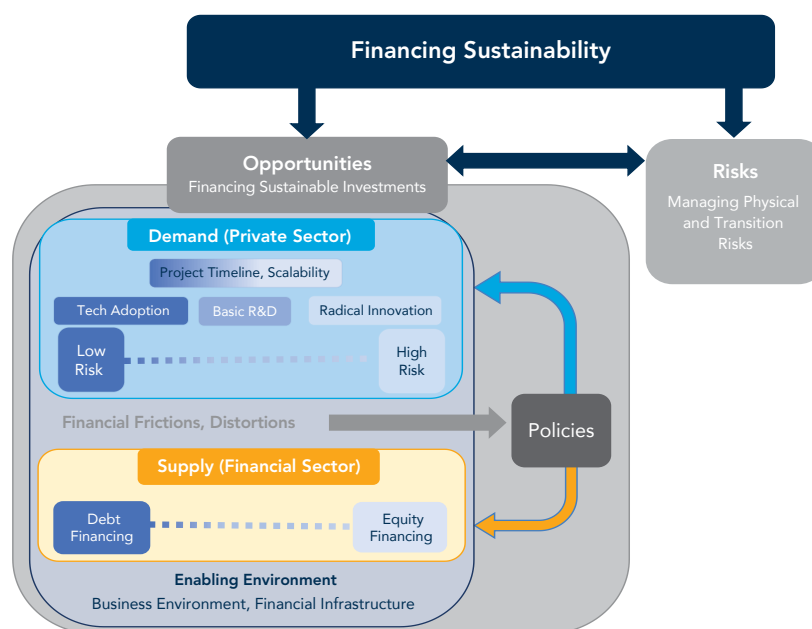 Financing Sustainability
Opportunities
Financing Sustainable Investments
Risks
Managing Physical
and Transition
Risks
Demand (Private Sector)
Project Timeline, Scalability
Tech Adoption
Basic R&D
Radical Innovation
Low
Risk
High
Risk
Financial Frictions, Distortions
Policies
Supply (Financial Sector)
Debt
Financing
Equity
Financing
Enabling Environment
Business Environment, Financial Infrastructure